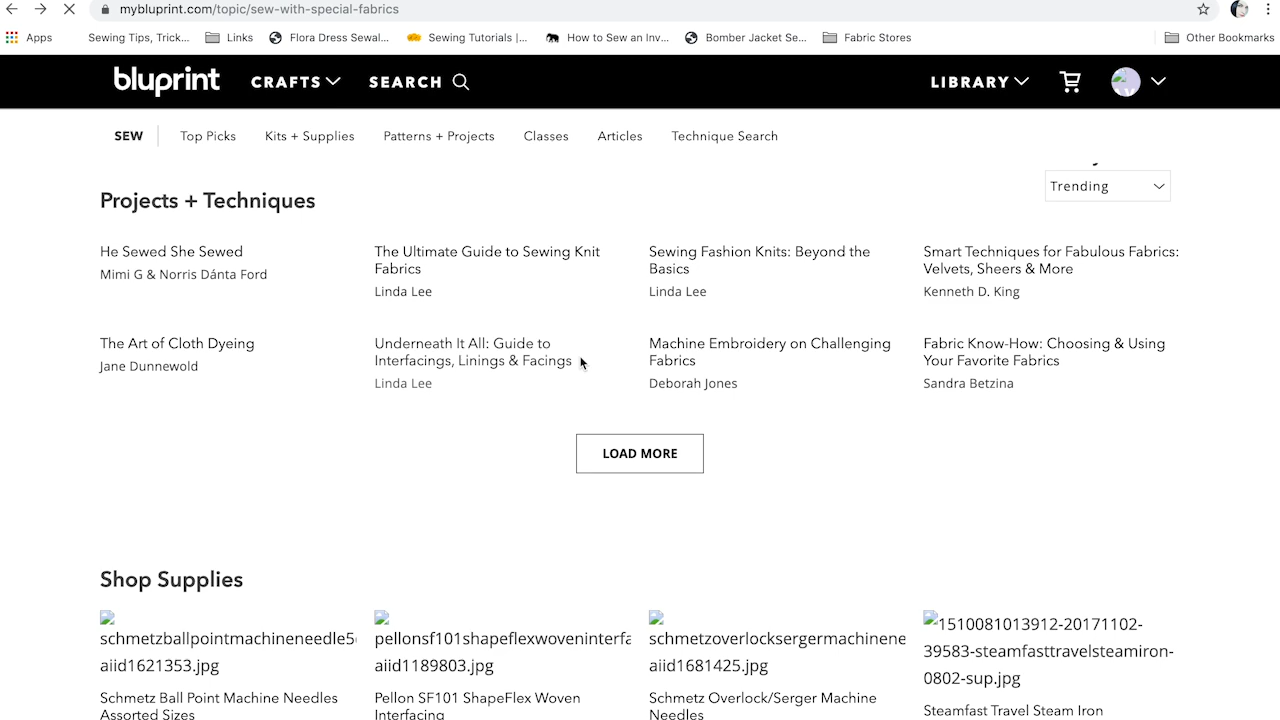 mybluprint.com/topic/sew-with-special-fabrics
Apps Sewing Tips, Trick... Links Flora Dress Sewal... Sewing Tutorials |... How to Sew an Inv... Bomber Jacket Se... Fabric Stores Other Bookmarks
bluprint CRAFTS SEARCH LIBRARY
SEW Top Picks Kits + Supplies Patterns + Projects Classes Articles Technique Search
Trending
Projects + Techniques
He Sewed She Sewed
Mimi G & Norris Dánta Ford
The Ultimate Guide to Sewing Knit
Fabrics
Linda Lee
Sewing Fashion Knits: Beyond the
Basics
Linda Lee
Smart Techniques for Fabulous Fabrics:
Velvets, Sheers & More
Kenneth D. King
The Art of Cloth Dyeing
Jane Dunnewold
Underneath It All: Guide to
Interfacings, Linings & Facings
Linda Lee
Machine Embroidery on Challenging
Fabrics
Deborah Jones
Fabric Know-How: Choosing & Using
Your Favorite Fabrics
Sandra Betzina
LOAD MORE
Shop Supplies
schmetzballpointmachineneedle5
aiid1621353.jpg
Schmetz Ball Point Machine Needles
Assorted Sizes
pellonsf101shapeflexwoveninterfa
aiid1189803.jpg
Pellon SF101 ShapeFlex Woven
Interfacing
schmetzoverlocksergermachinene
aiid1681425.jpg
Schmetz Overlock/Serger Machine
Needles
1510081013912-20171102-
39583-steamfasttravelsteamiron-
0802-sup.jpg
Steamfast Travel Steam Iron